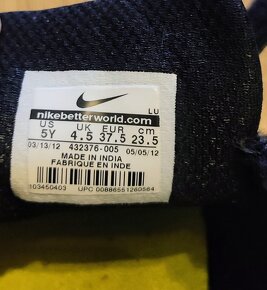 LU
nikebetterworld.com
US UK EUR cm
5Y 4.5 37.5 23.5
03/13/12 432376-005 05/05/12
MADE IN INDIA
FABRIQUE EN INDE
103450403 UPC 00886551260564